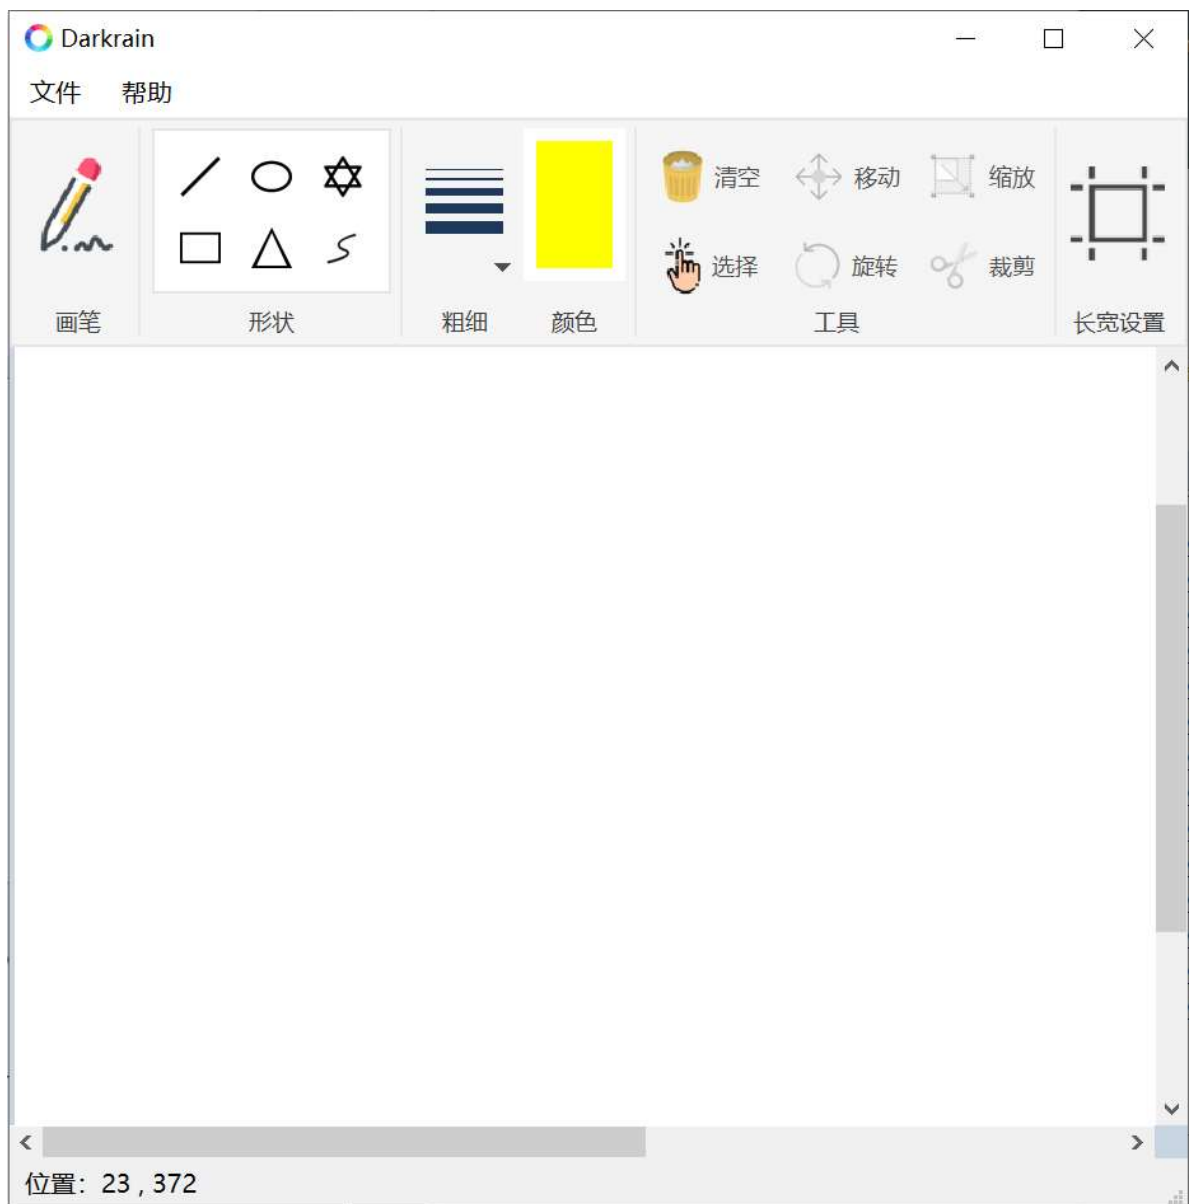 Darkrain
文件 帮助
清空 移动 缩放
选择 旋转 裁剪
画笔 形状 粗细 颜色 工具 长宽设置
位置：23 , 372